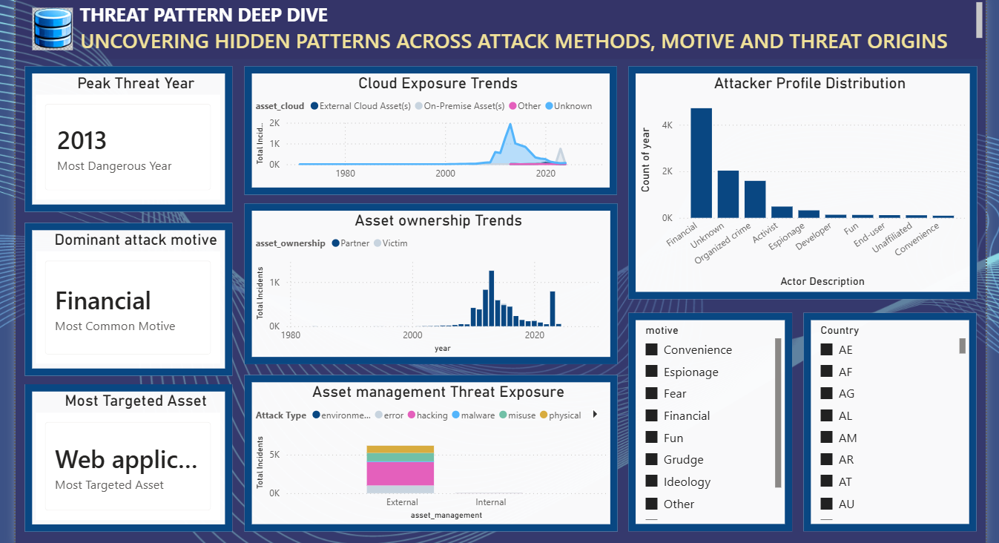 THREAT PATTERN DEEP DIVE
UNCOVERING HIDDEN PATTERNS ACROSS ATTACK METHODS, MOTIVE AND THREAT ORIGINS
Peak Threat Year
2013
Most Dangerous Year
Dominant attack motive
Financial
Most Common Motive
Most Targeted Asset
Web applic...
Most Targeted Asset
Cloud Exposure Trends
asset_cloud External Cloud Asset(s) On-Premise Asset(s) Other Unknown
Total Incid...
2K
1K
0K
1980 2000 2020
Asset ownership Trends
asset_ownership Partner Victim
Total Incidents
1K
0K
1980 2000 2020
year
Asset management Threat Exposure
Attack Type environme... error hacking malware misuse physical
Total Incidents
5K
0K
External Internal
asset_management
Attacker Profile Distribution
Count of year
4K
2K
0K
Financial
Unknown
Organized crime
Activist
Espionage
Developer
Fun
End-user
Unaffiliated
Convenience
Actor Description
motive
Convenience
Espionage
Fear
Financial
Fun
Grudge
Ideology
Other
Country
AE
AF
AG
AL
AM
AR
AT
AU